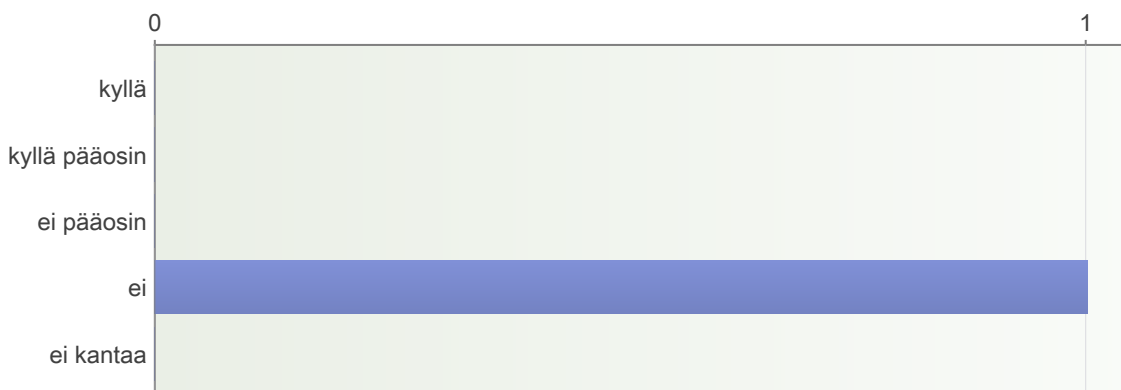 0 1
kyllä
kyllä pääosin
ei pääosin
ei
ei kantaa